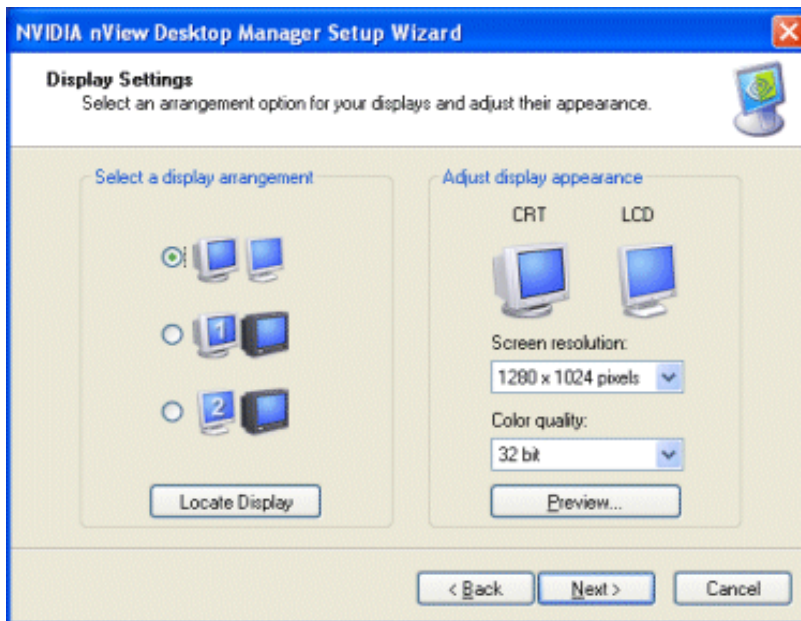 NVIDIA nView Desktop Manager Setup Wizard
Display Settings
Select an arrangement option for your displays and adjust their appearance.
Select a display arrangement
1
2
Locate Display
Adjust display appearance
CRT LCD
Screen resolution:
1280 x 1024 pixels
Color quality:
32 bit
Preview...
< Back Next > Cancel